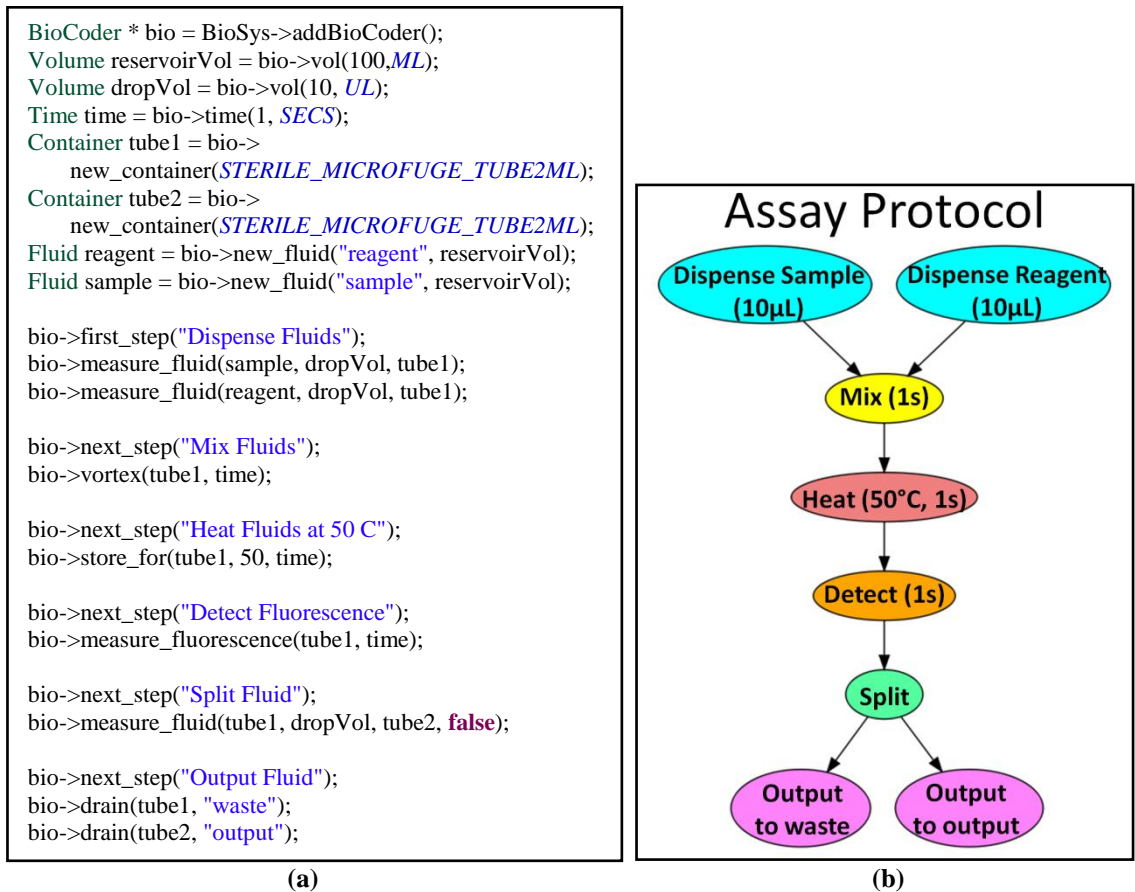 BioCoder * bio = BioSys->addBioCoder();
Volume reservoirVol = bio->vol(100,ML);
Volume dropVol = bio->vol(10, UL);
Time time = bio->time(1, SECS);
Container tube1 = bio->
new_container(STERILE_MICROFUGE_TUBE2ML);
Container tube2 = bio->
new_container(STERILE_MICROFUGE_TUBE2ML);
Fluid reagent = bio->new_fluid("reagent", reservoirVol);
Fluid sample = bio->new_fluid("sample", reservoirVol);
bio->first_step("Dispense Fluids");
bio->measure_fluid(sample, dropVol, tube1);
bio->measure_fluid(reagent, dropVol, tube1);
bio->next_step("Mix Fluids");
bio->vortex(tube1, time);
bio->next_step("Heat Fluids at 50 C");
bio->store_for(tube1, 50, time);
bio->next_step("Detect Fluorescence");
bio->measure_fluorescence(tube1, time);
bio->next_step("Split Fluid");
bio->measure_fluid(tube1, dropVol, tube2, false);
bio->next_step("Output Fluid");
bio->drain(tube1, "waste");
bio->drain(tube2, "output");
(a)
Assay Protocol
Dispense Sample
(10µL)
Dispense Reagent
(10µL)
Mix (1s)
Heat (50°C, 1s)
Detect (1s)
Split
Output
to waste
Output
to output
(b)